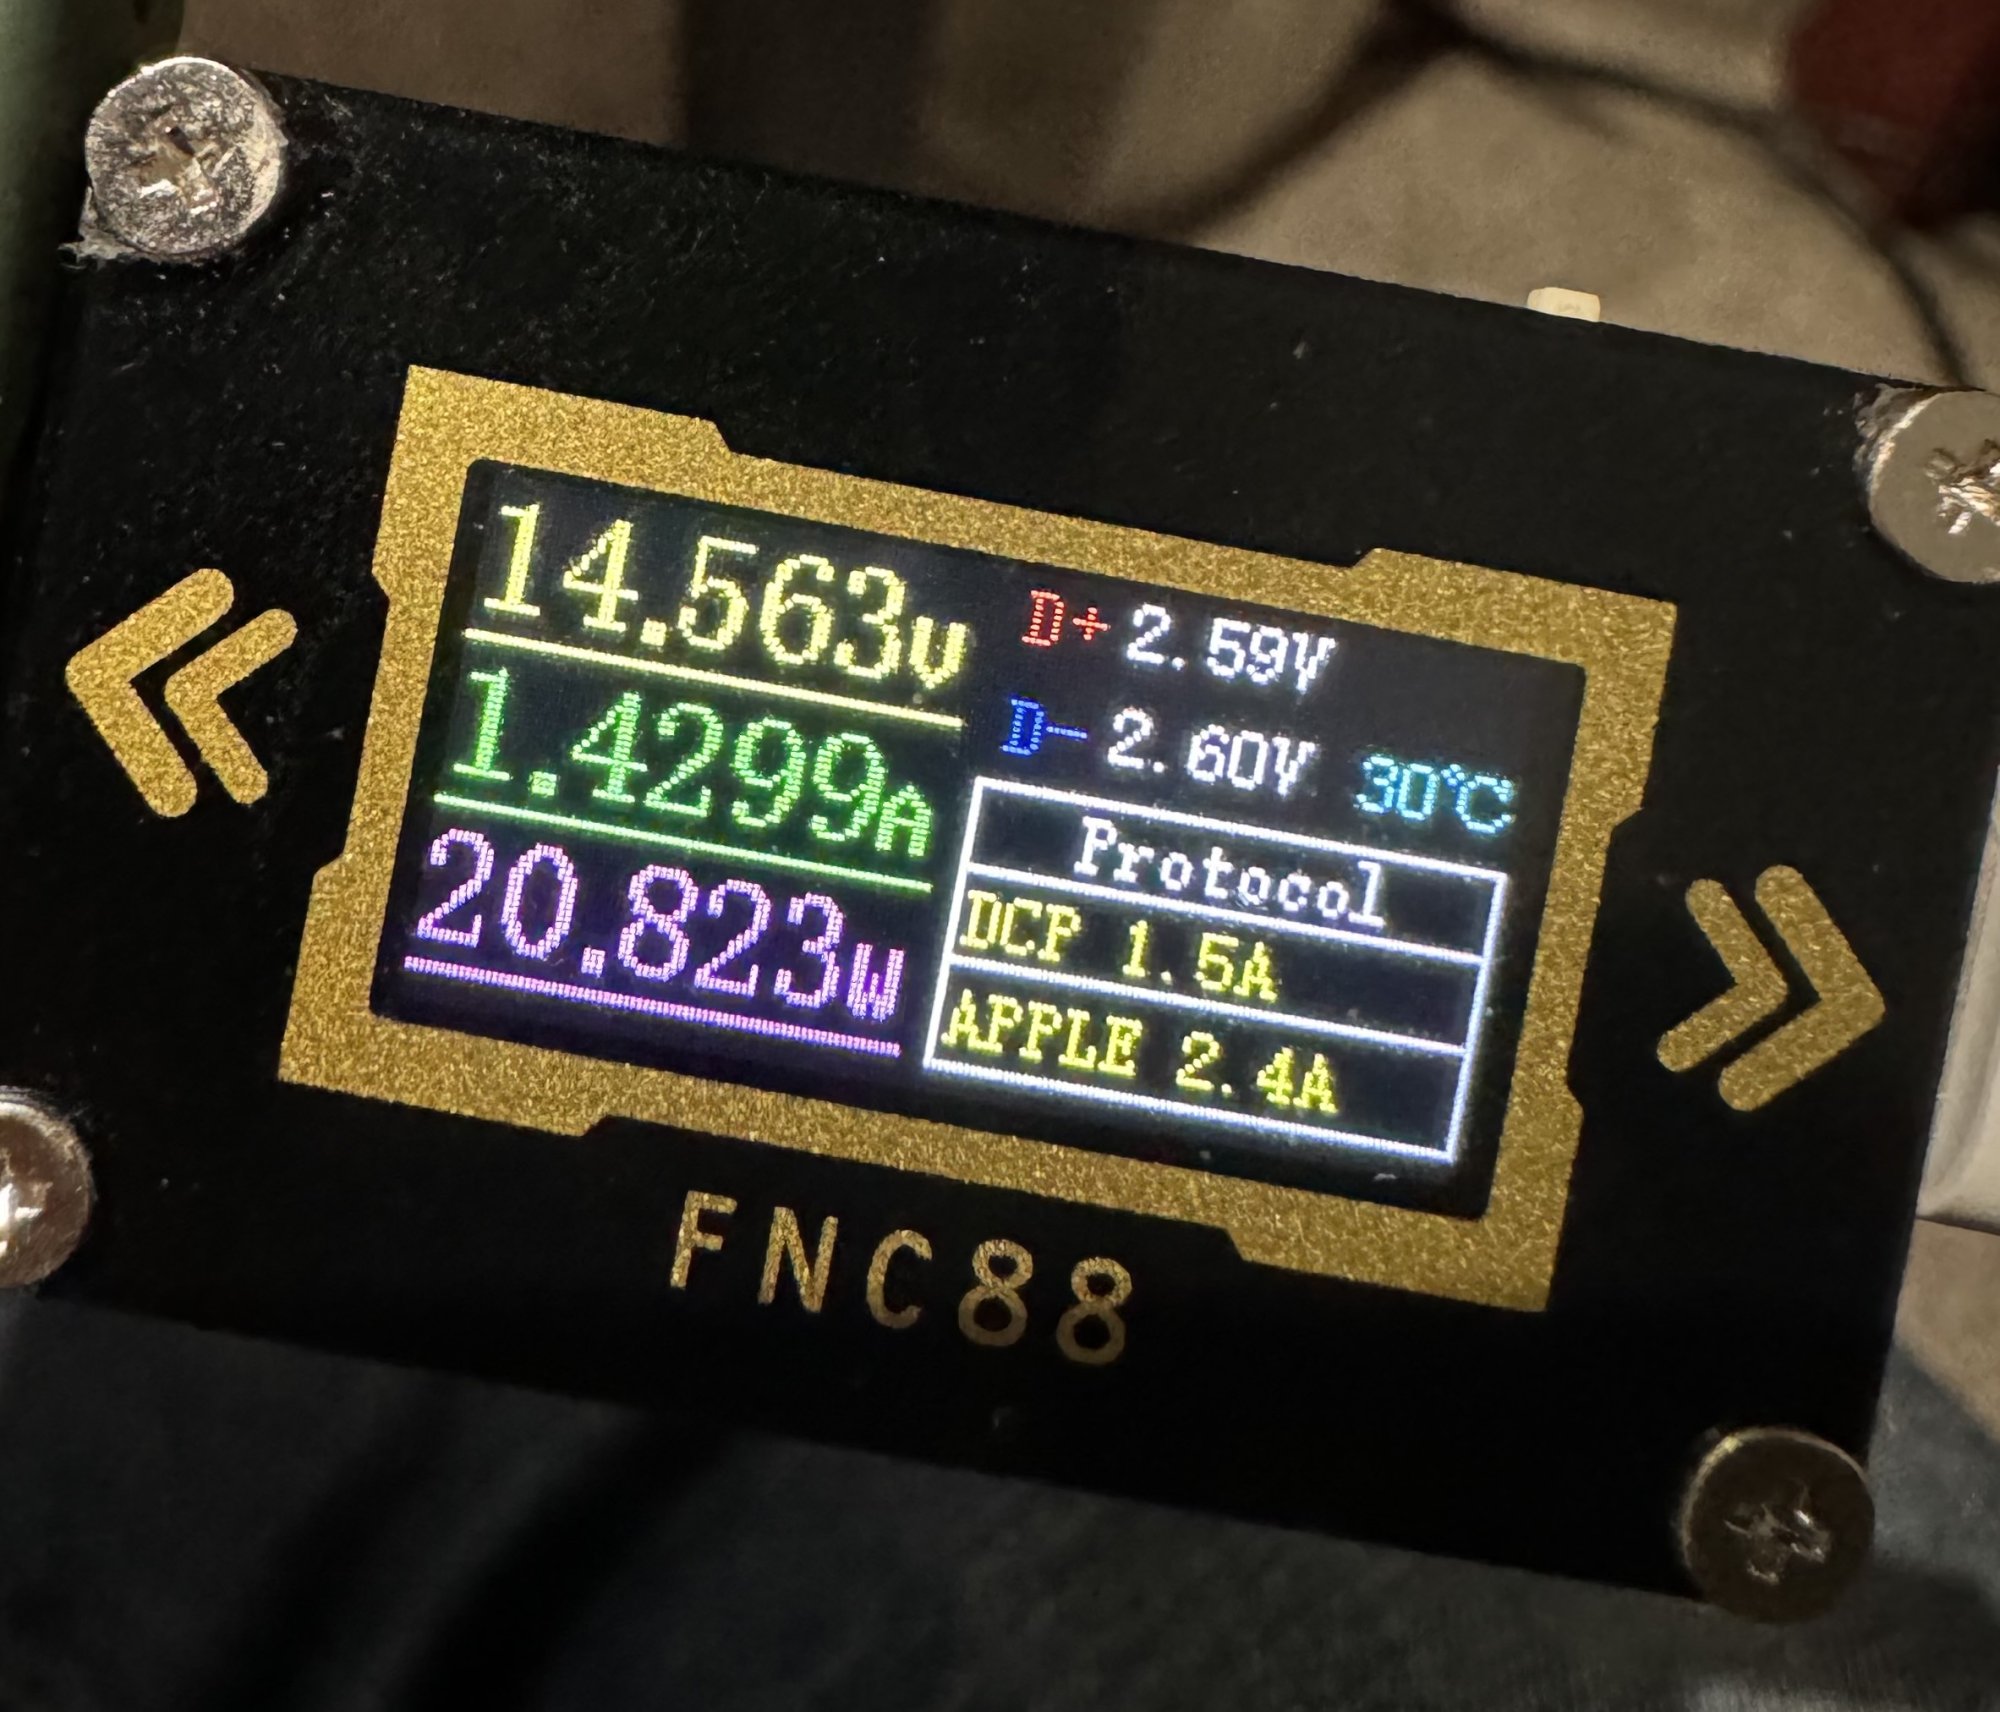 14.563V
1.4299A
20.823W
D+ 2.59V
D- 2.60V 30℃
Protocol
DCP 1.5A
APPLE 2.4A
FNC88